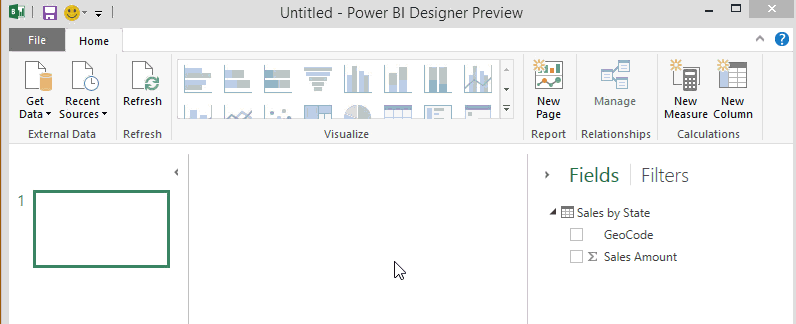 Untitled - Power BI Designer Preview
File Home
Get Data Recent Sources Refresh New Page Manage New Measure New Column
External Data Refresh Visualize Report Relationships Calculations
1
Fields Filters
Sales by State
GeoCode
Σ Sales Amount